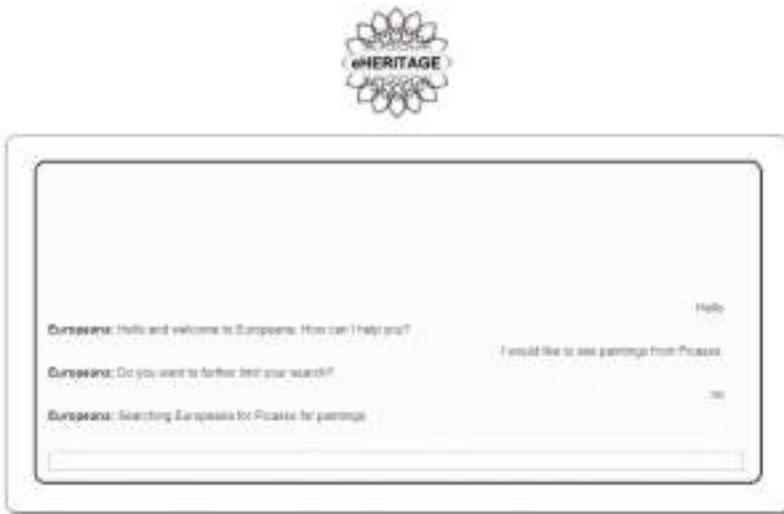 eHERITAGE
Hello
Europeana: Hello and welcome to Europeana. How can I help you?
I would like to see paintings from Picasso.
Europeana: Do you want to further limit your search?
no
Europeana: Searching Europeana for Picasso for paintings